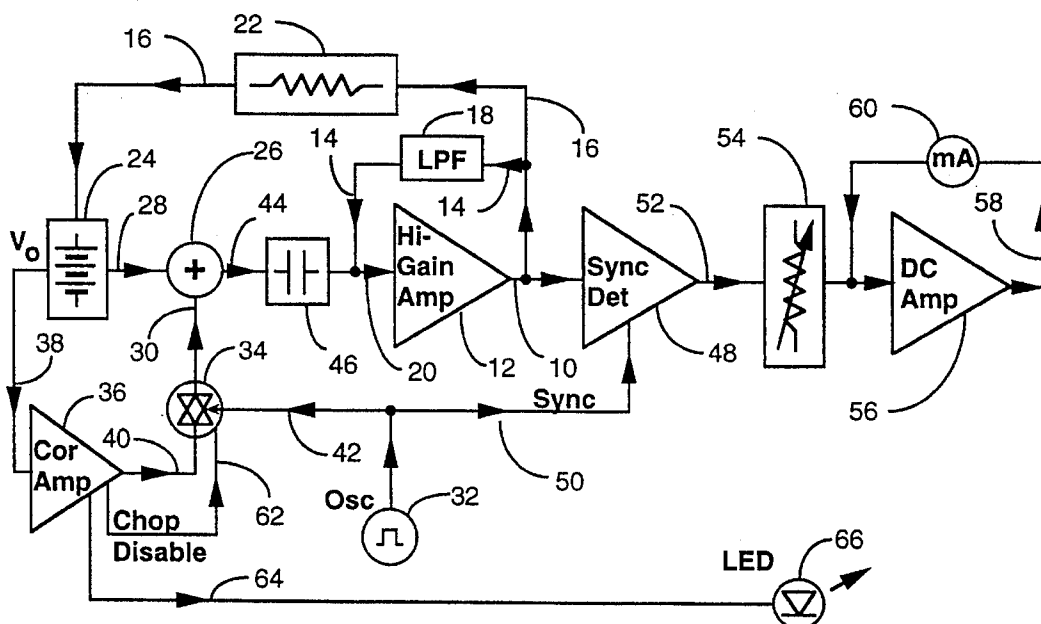 22
16
18
60
24
26
14
LPF
16
mA
54
14
28
44
52
58
Vo
+
Hi-
Gain
Amp
Sync
Det
DC
Amp
30
34
46
20
12
10
48
38
Sync
56
36
40
42
50
Cor
Amp
Osc
32
62
Chop
Disable
LED
66
64